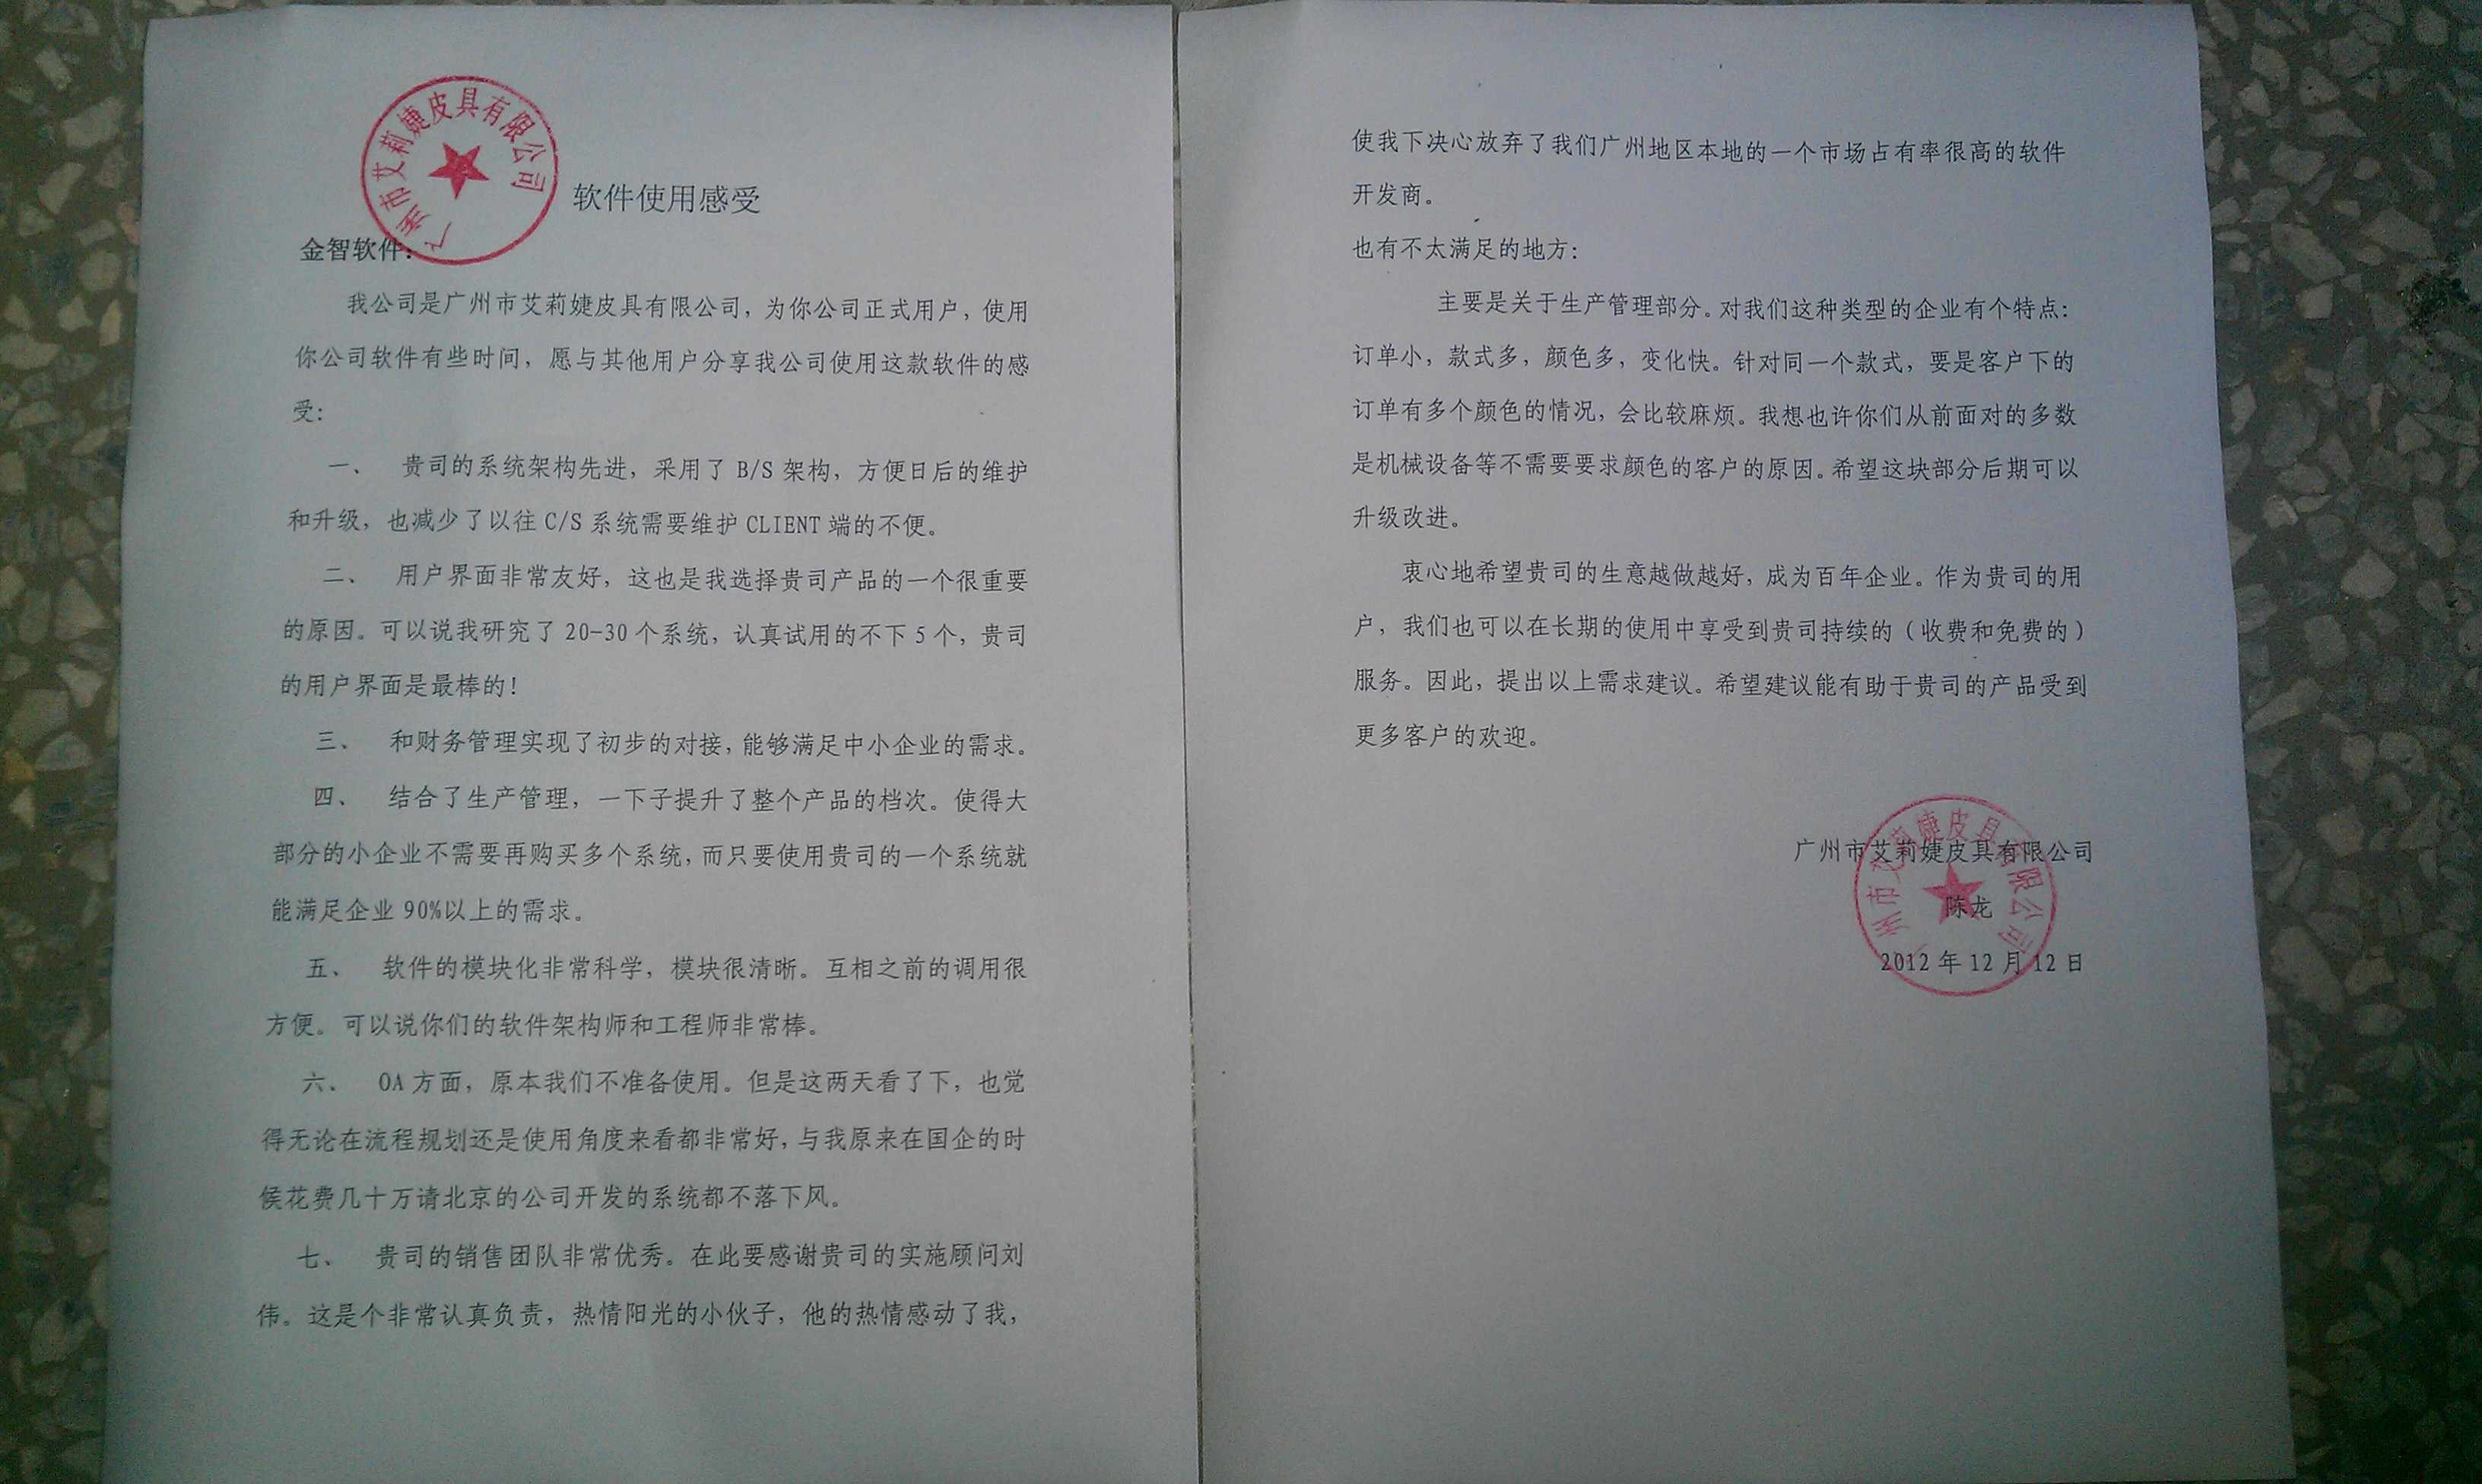 广州市艾莉婕皮具有限公司
软件使用感受
金智软件：
我公司是广州市艾莉婕皮具有限公司，为你公司正式用户，使用
你公司软件有些时间，愿与其他用户分享我公司使用这款软件的感
受：
一、 贵司的系统架构先进，采用了 B/S 架构，方便日后的维护
和升级，也减少了以往 C/S 系统需要维护 CLIENT 端的不便。
二、 用户界面非常友好，这也是我选择贵司产品的一个很重要
的原因。可以说我研究了 20-30 个系统，认真试用的不下 5 个，贵司
的用户界面是最棒的！
三、 和财务管理实现了初步的对接，能够满足中小企业的需求。
四、 结合了生产管理，一下子提升了整个产品的档次。使得大
部分的小企业不需要再购买多个系统，而只要使用贵司的一个系统就
能满足企业 90%以上的需求。
五、 软件的模块化非常科学，模块很清晰。互相之前的调用很
方便。可以说你们的软件架构师和工程师非常棒。
六、 OA 方面，原本我们不准备使用。但是这两天看了下，也觉
得无论在流程规划还是使用角度来看都非常好，与我原来在国企的时
候花费几十万请北京的公司开发的系统都不落下风。
七、 贵司的销售团队非常优秀。在此要感谢贵司的实施顾问刘
伟。这是个非常认真负责，热情阳光的小伙子，他的热情感动了我，
使我下决心放弃了我们广州地区本地的一个市场占有率很高的软件
开发商。
也有不太满足的地方：
主要是关于生产管理部分。对我们这种类型的企业有个特点：
订单小，款式多，颜色多，变化快。针对同一个款式，要是客户下的
订单有多个颜色的情况，会比较麻烦。我想也许你们从前面对的多数
是机械设备等不需要要求颜色的客户的原因。希望这块部分后期可以
升级改进。
衷心地希望贵司的生意越做越好，成为百年企业。作为贵司的用
户，我们也可以在长期的使用中享受到贵司持续的（收费和免费的）
服务。因此，提出以上需求建议。希望建议能有助于贵司的产品受到
更多客户的欢迎。
广州市艾莉婕皮具有限公司
陈龙
2012 年 12 月 12 日
广州市艾莉婕皮具有限公司